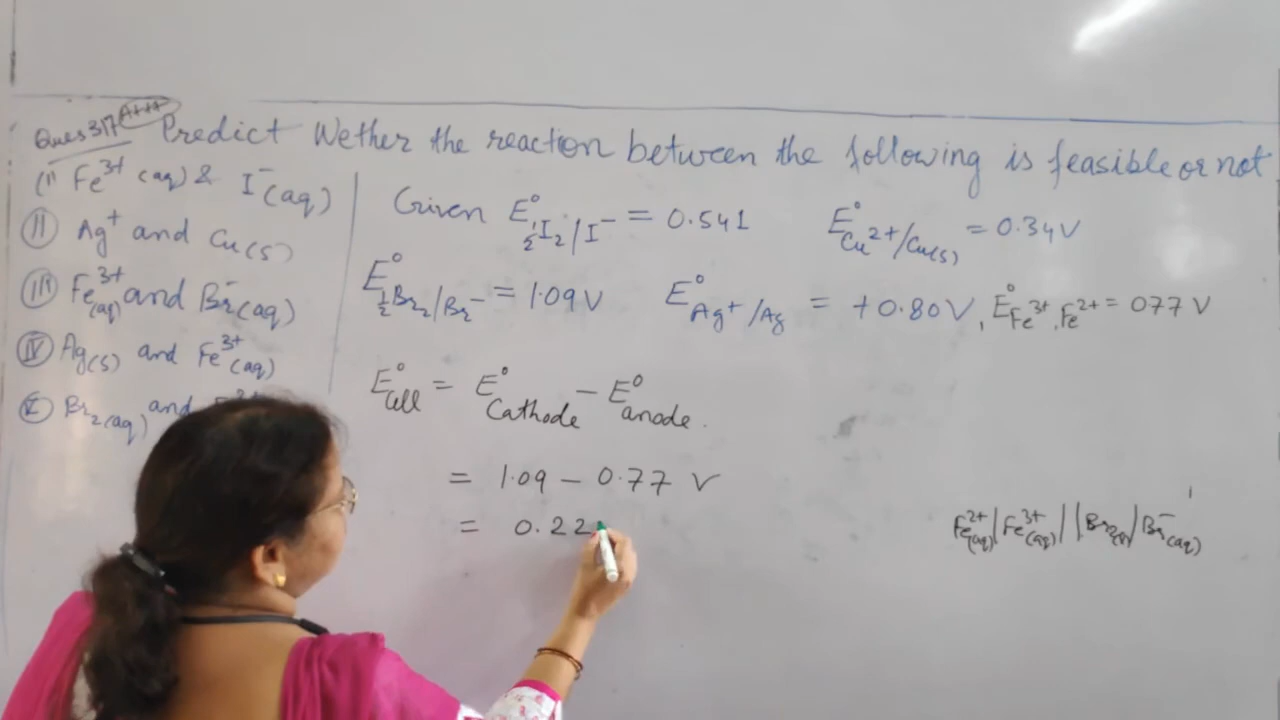 Ques 317 A+++ Predict Wether the reaction between the following is feasible or not
(I) Fe³⁺(aq) & I⁻(aq)
(II) Ag⁺ and Cu(s)
(III) Fe³⁺(aq) and Br⁻(aq)
(IV) Ag(s) and Fe³⁺(aq)
(V) Br₂(aq) and
Given E°½I₂/I⁻ = 0.541 E°Cu²⁺/Cu(s) = 0.34V
E°½Br₂/Br⁻ = 1.09V E°Ag⁺/Ag = +0.80V, E°Fe³⁺,Fe²⁺ = 077 V
E°Cell = E°Cathode − E°anode.
= 1.09 − 0.77 V
= 0.22
Fe²⁺(aq)|Fe³⁺(aq)||Br₂(aq)/Br⁻(aq)